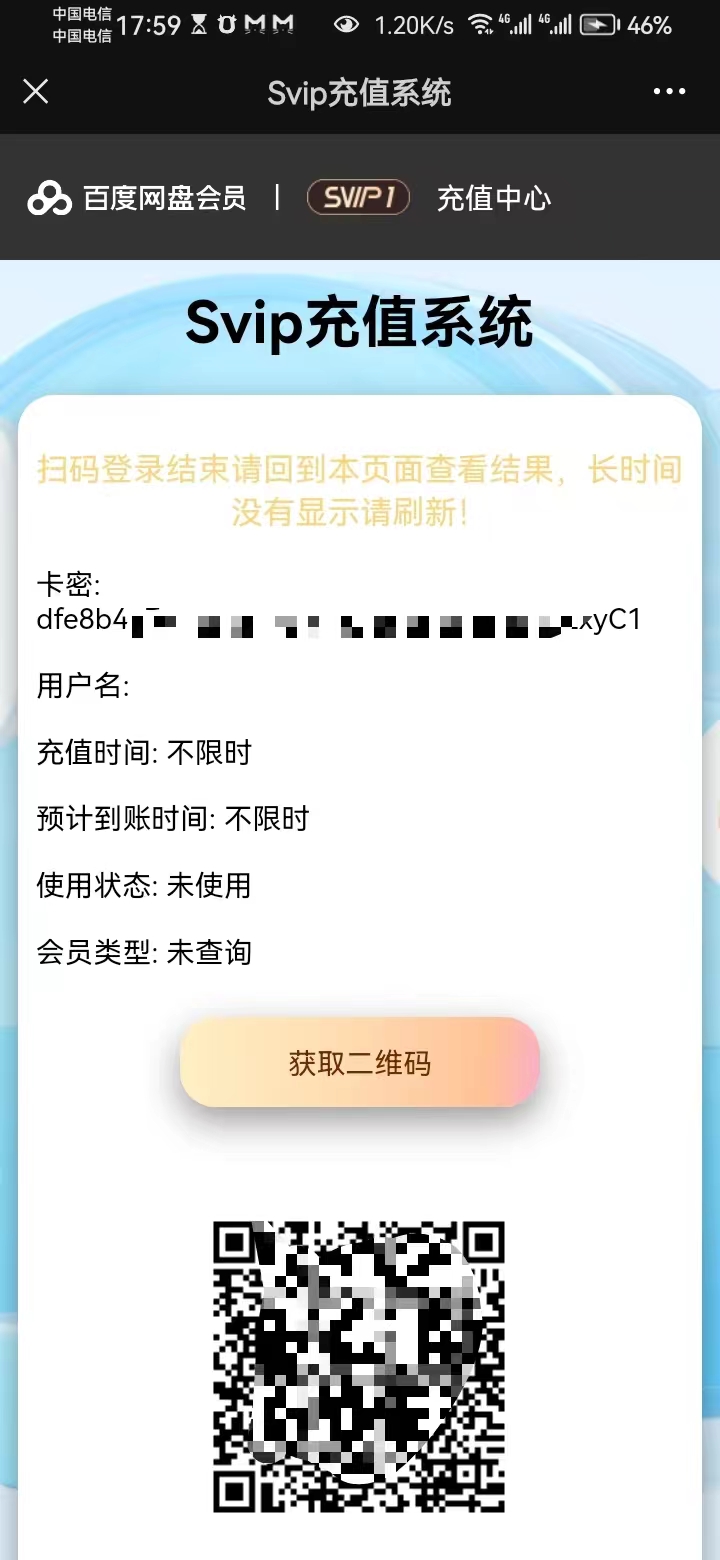 中国电信
中国电信
17:59
1.20K/s
4G
4G
46%
Svip充值系统
百度网盘会员 | SVIP1 充值中心
Svip充值系统
扫码登录结束请回到本页面查看结果，长时间
没有显示请刷新！
卡密:
dfe8b4
xyC1
用户名:
充值时间: 不限时
预计到账时间: 不限时
使用状态: 未使用
会员类型: 未查询
获取二维码